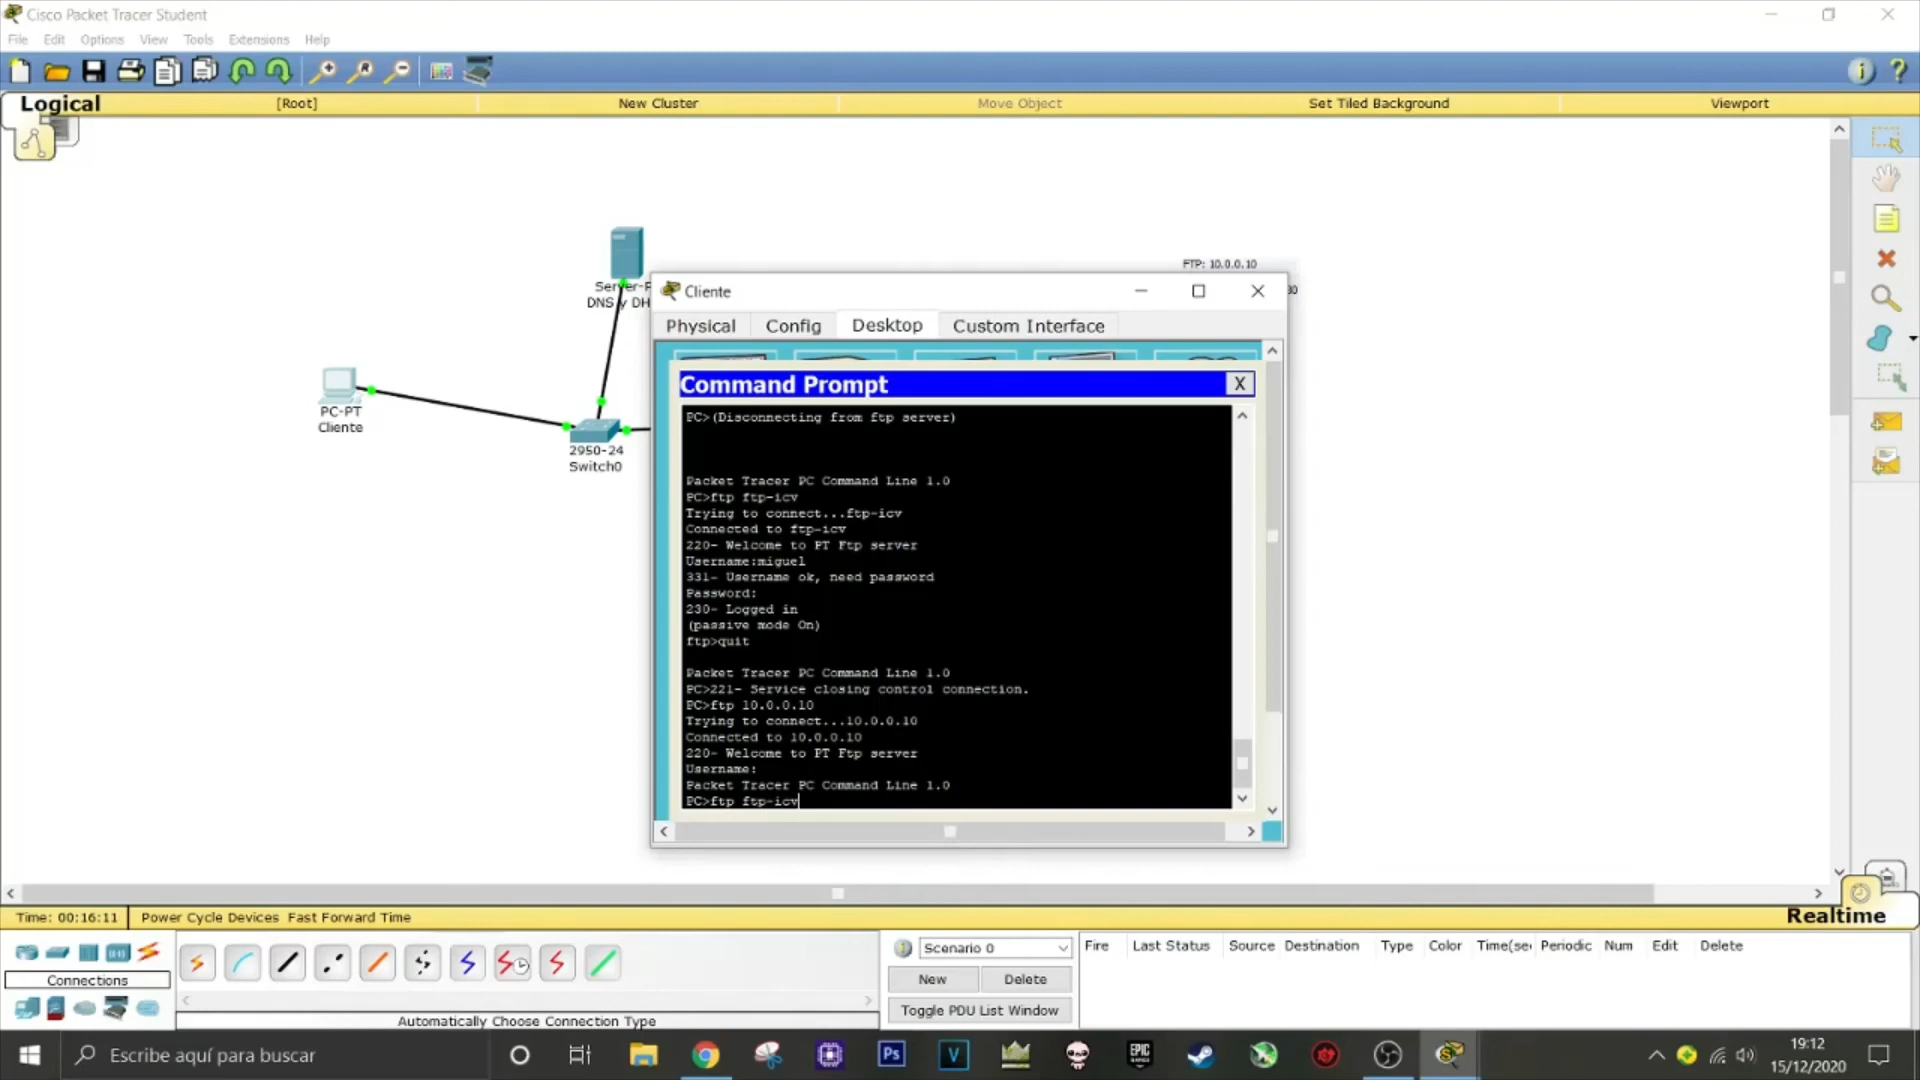 Cisco Packet Tracer Student
File Edit Options View Tools Extensions Help
Logical [Root] New Cluster Move Object Set Tiled Background Viewport
FTP: 10.0.0.10
Server-P
DNS y DH
PC-PT
Cliente
2950-24
Switch0
Cliente
Physical Config Desktop Custom Interface
Command Prompt X
PC>(Disconnecting from ftp server)
Packet Tracer PC Command Line 1.0
PC>ftp ftp-icv
Trying to connect...ftp-icv
Connected to ftp-icv
220- Welcome to PT Ftp server
Username:miguel
331- Username ok, need password
Password:
230- Logged in
(passive mode On)
ftp>quit
Packet Tracer PC Command Line 1.0
PC>221- Service closing control connection.
PC>ftp 10.0.0.10
Trying to connect...10.0.0.10
Connected to 10.0.0.10
220- Welcome to PT Ftp server
Username:
Packet Tracer PC Command Line 1.0
PC>ftp ftp-icv
Time: 00:16:11 Power Cycle Devices Fast Forward Time
Realtime
Connections
Automatically Choose Connection Type
Scenario 0
New Delete
Toggle PDU List Window
Fire Last Status Source Destination Type Color Time(sec Periodic Num Edit Delete
Escribe aquí para buscar
Ps
V
EPIC
19:12
15/12/2020